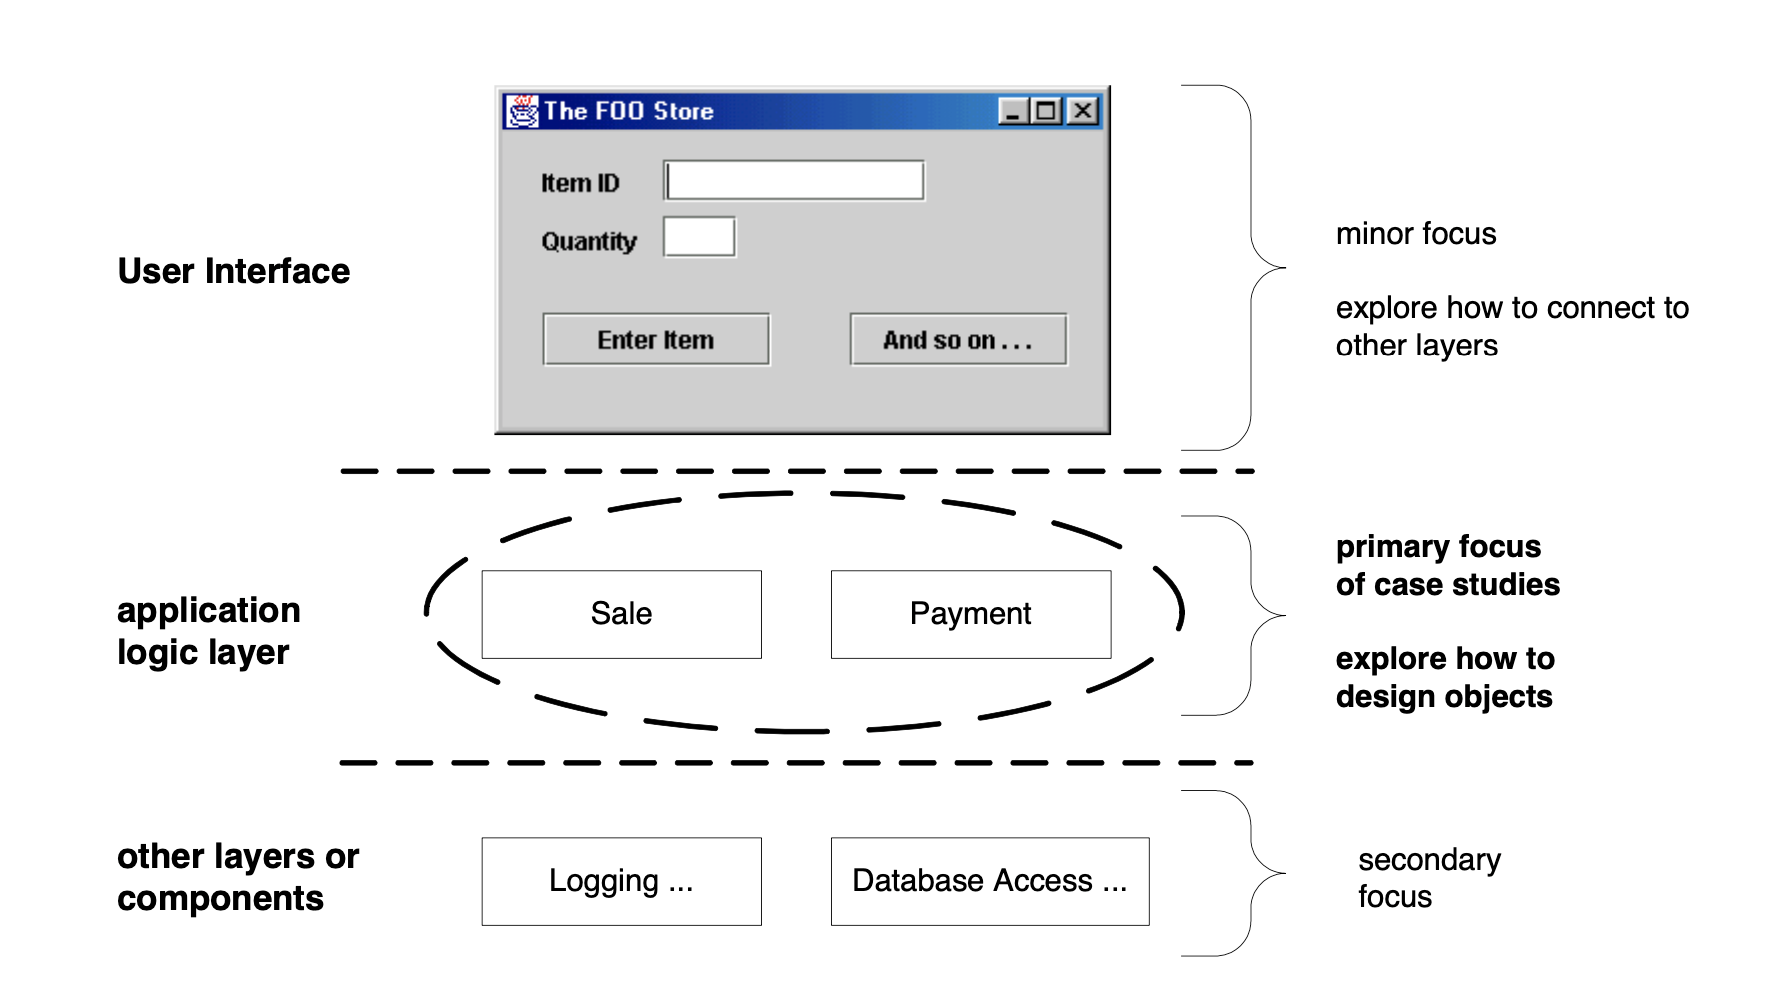 The FOO Store
Item ID
Quantity
Enter Item
And so on . . .
User Interface
minor focus
explore how to connect to
other layers
application
logic layer
Sale
Payment
primary focus
of case studies
explore how to
design objects
other layers or
components
Logging ...
Database Access ...
secondary
focus